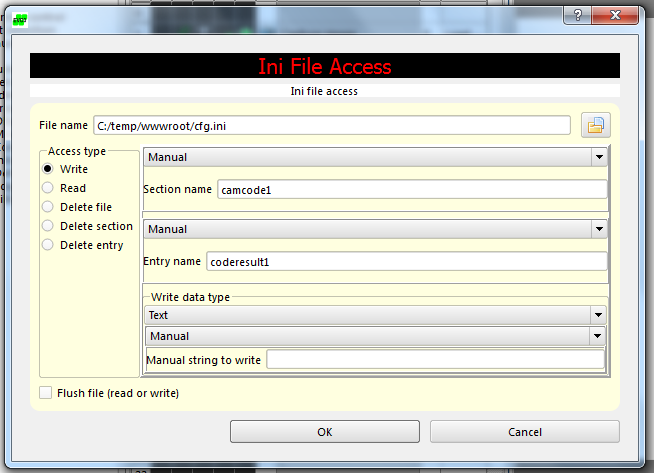 Ini File Access
Ini file access
File name C:/temp/wwwroot/cfg.ini
Access type
Write
Read
Delete file
Delete section
Delete entry
Manual
Section name camcode1
Manual
Entry name coderesult1
Write data type
Text
Manual
Manual string to write
Flush file (read or write)
OK
Cancel